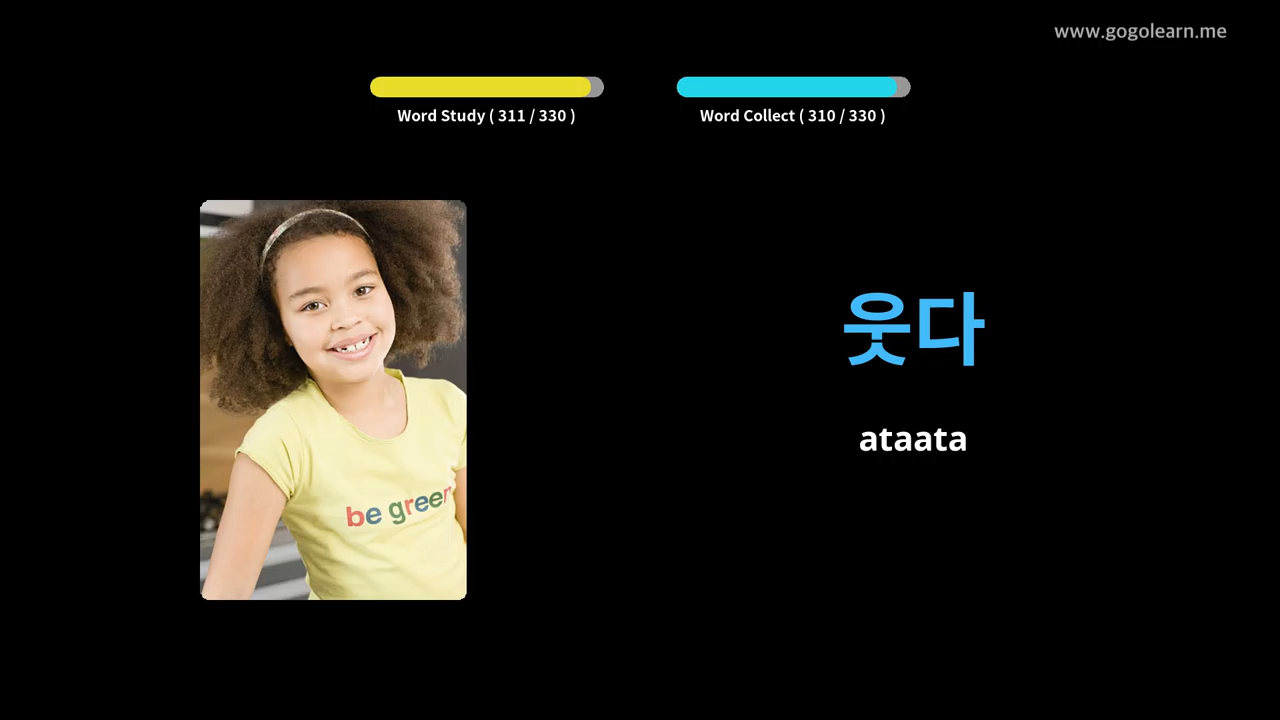 www.gogolearn.me
Word Study ( 311 / 330 )
Word Collect ( 310 / 330 )
웃다
ataata
be green